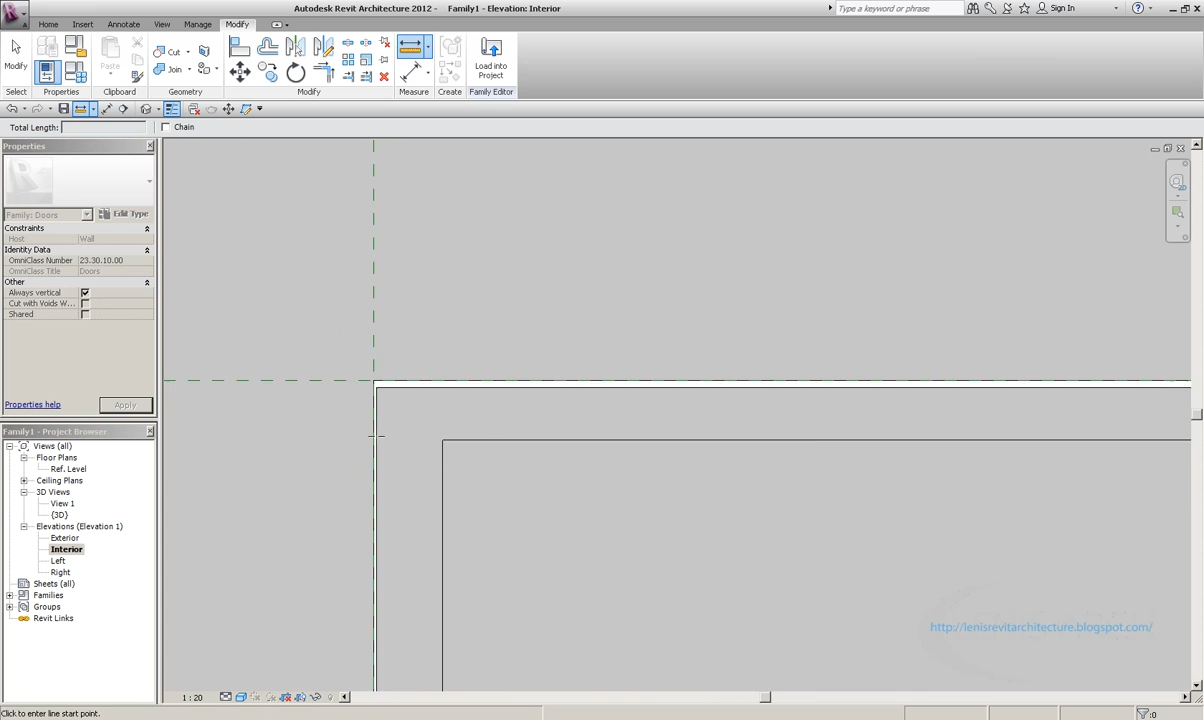 Autodesk Revit Architecture 2012 -    Family1 - Elevation: Interior
Type a keyword or phrase
Sign In
Home
Insert
Annotate
View
Manage
Modify
Modify
Paste
Cut
Join
Load into
Project
Select
Properties
Clipboard
Geometry
Modify
Measure
Create
Family Editor
Total Length:
Chain
Properties
Family: Doors
Edit Type
Constraints
Host Wall
Identity Data
OmniClass Number 23.30.10.00
OmniClass Title Doors
Other
Always vertical
Cut with Voids W...
Shared
Properties help
Apply
Family1 - Project Browser
Views (all)
Floor Plans
Ref. Level
Ceiling Plans
3D Views
View 1
{3D}
Elevations (Elevation 1)
Exterior
Interior
Left
Right
Sheets (all)
Families
Groups
Revit Links
2D
http://lenisrevitarchitecture.blogspot.com/
1 : 20
Click to enter line start point.
:0